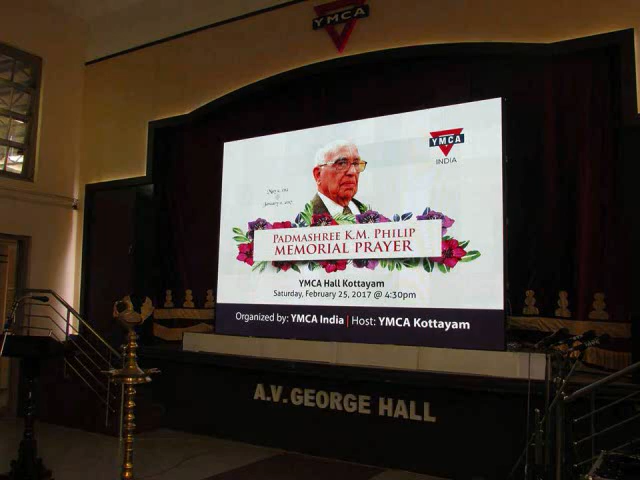 YMCA
YMCA
INDIA
PADMASHREE K.M. PHILIP
MEMORIAL PRAYER
YMCA Hall Kottayam
Saturday, February 25, 2017 @ 4:30pm
Organized by: YMCA India | Host: YMCA Kottayam
A.V. GEORGE HALL